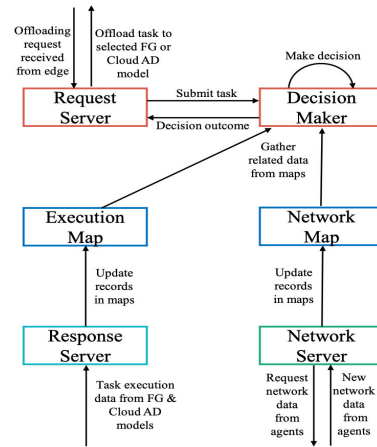 Offloading
request
received
from edge
Offload task to
selected FG or
Cloud AD
model
Make decision
Request
Server
Submit task
Decision outcome
Decision
Maker
Gather
related data
from maps
Execution
Map
Network
Map
Update
records
in maps
Update
records
in maps
Response
Server
Network
Server
Task execution
data from FG &
Cloud AD
models
Request
network
data
from
agents
New
network
data
from
agents